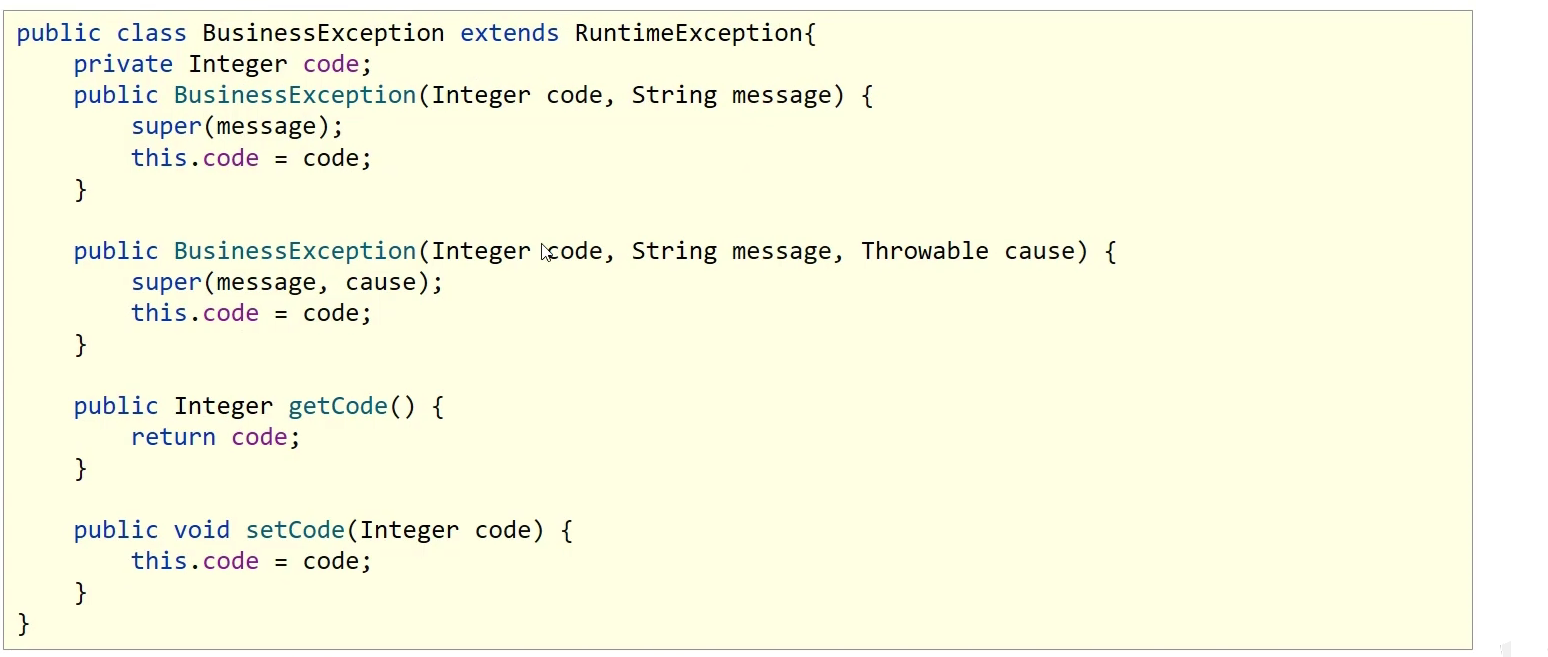 public class BusinessException extends RuntimeException{
    private Integer code;
    public BusinessException(Integer code, String message) {
        super(message);
        this.code = code;
    }

    public BusinessException(Integer code, String message, Throwable cause) {
        super(message, cause);
        this.code = code;
    }

    public Integer getCode() {
        return code;
    }

    public void setCode(Integer code) {
        this.code = code;
    }
}